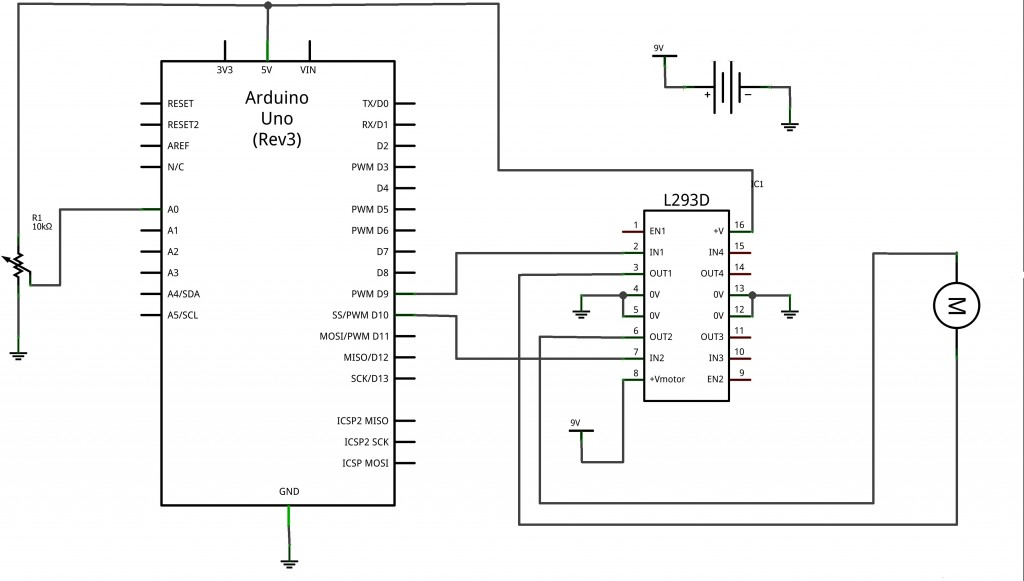 9V
+
−
3V3
5V
VIN
Arduino
Uno
(Rev3)
RESET
RESET2
AREF
N/C
A0
A1
A2
A3
A4/SDA
A5/SCL
TX/D0
RX/D1
D2
PWM D3
D4
PWM D5
PWM D6
D7
D8
PWM D9
SS/PWM D10
MOSI/PWM D11
MISO/D12
SCK/D13
ICSP2 MISO
ICSP2 SCK
ICSP MOSI
GND
R1
10kΩ
IC1
L293D
1 EN1
2 IN1
3 OUT1
4 0V
5 0V
6 OUT2
7 IN2
8 +Vmotor
+V 16
IN4 15
OUT4 14
0V 13
0V 12
OUT3 11
IN3 10
EN2 9
9V
M